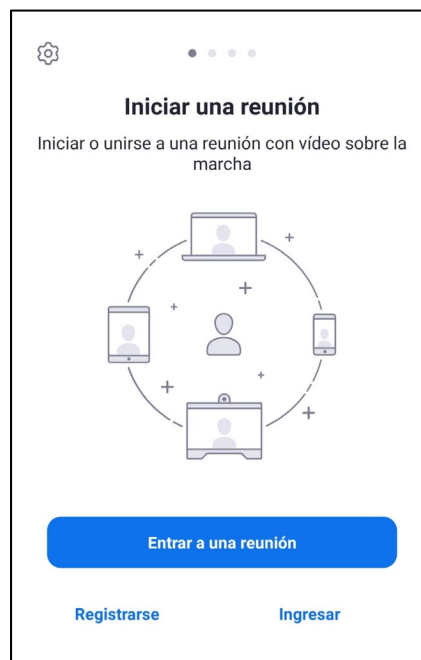 Iniciar una reunión
Iniciar o unirse a una reunión con vídeo sobre la
marcha
Entrar a una reunión
Registrarse
Ingresar